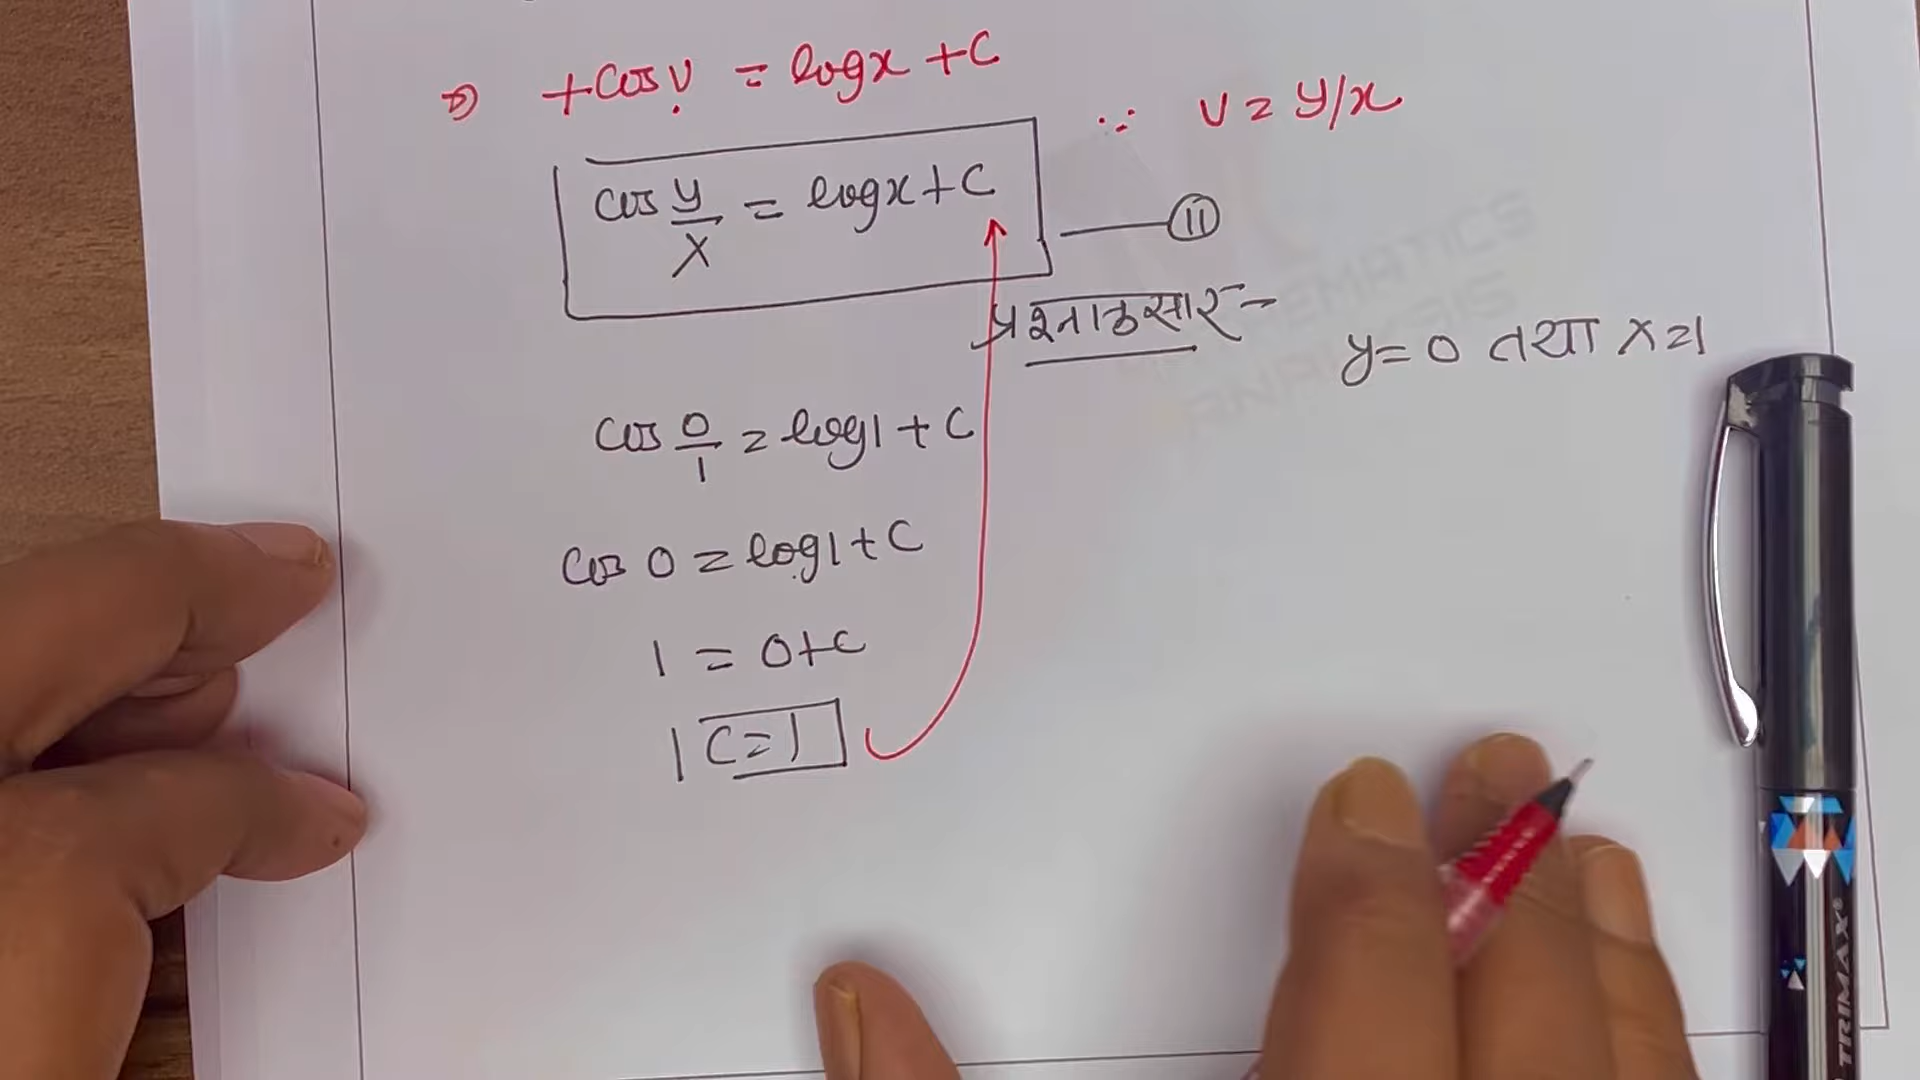 ⇒ +cos v = log x + C
∵ v = y/x
cos y/x = log x + C —— (11)
प्रश्नानुसार -
y = 0 तथा x = 1
cos 0/1 = log 1 + C
cos 0 = log 1 + C
1 = 0 + C
C = 1
TRIMAX